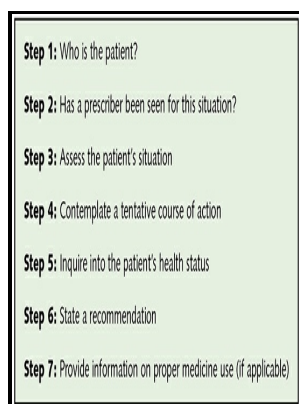 Step 1: Who is the patient?
Step 2: Has a prescriber been seen for this situation?
Step 3: Assess the patient's situation
Step 4: Contemplate a tentative course of action
Step 5: Inquire into the patient's health status
Step 6: State a recommendation
Step 7: Provide information on proper medicine use (if applicable)